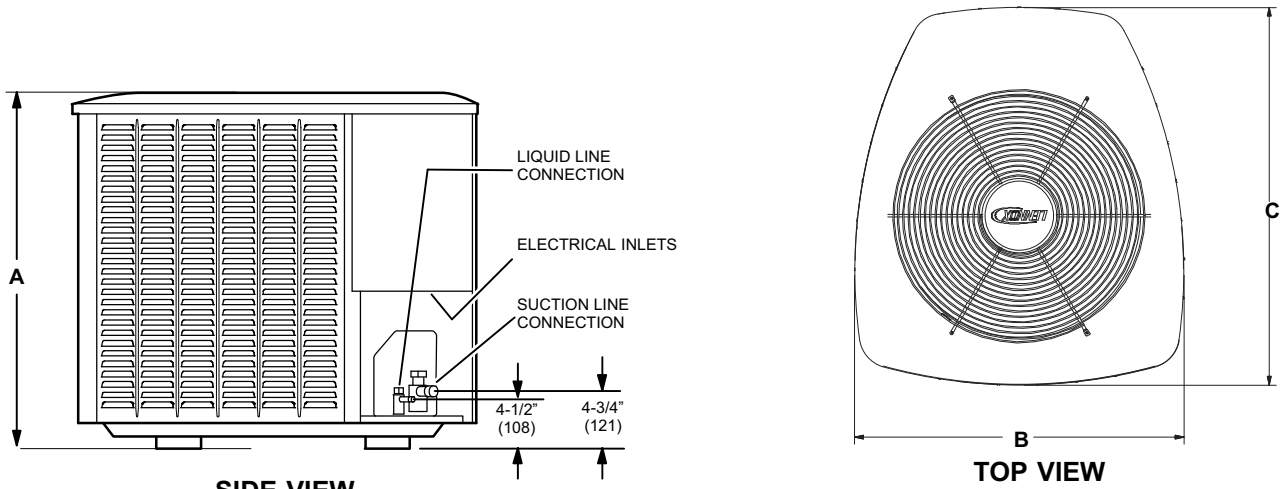 LIQUID LINE
CONNECTION
ELECTRICAL INLETS
SUCTION LINE
CONNECTION
A
4-1/2”
(108)
4-3/4”
(121)
SIDE VIEW
LENNOX
C
B
TOP VIEW